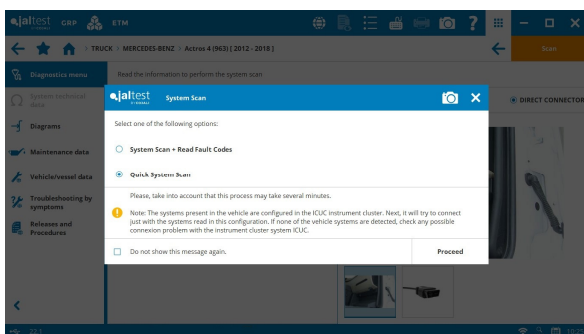 jaltest
GRP
ETM
TRUCK > MERCEDES-BENZ > Actros 4 (963) [ 2012 - 2018 ]
Scan
Diagnostics menu
Read the information to perform the system scan
System technical
data
DIRECT CONNECTOR
Diagrams
Maintenance data
Vehicle/vessel data
Troubleshooting by
symptoms
Releases and
Procedures
jaltest
System Scan
Select one of the following options:
System Scan + Read Fault Codes
Quick System Scan
Please, take into account that this process may take several minutes.
Note: The systems present in the vehicle are configured in the ICUC instrument cluster. Next, it will try to connect
just with the systems read in this configuration. If none of the vehicle systems are detected, check any possible
connexion problem with the instrument cluster system ICUC.
Do not show this message again.
Proceed
22.1